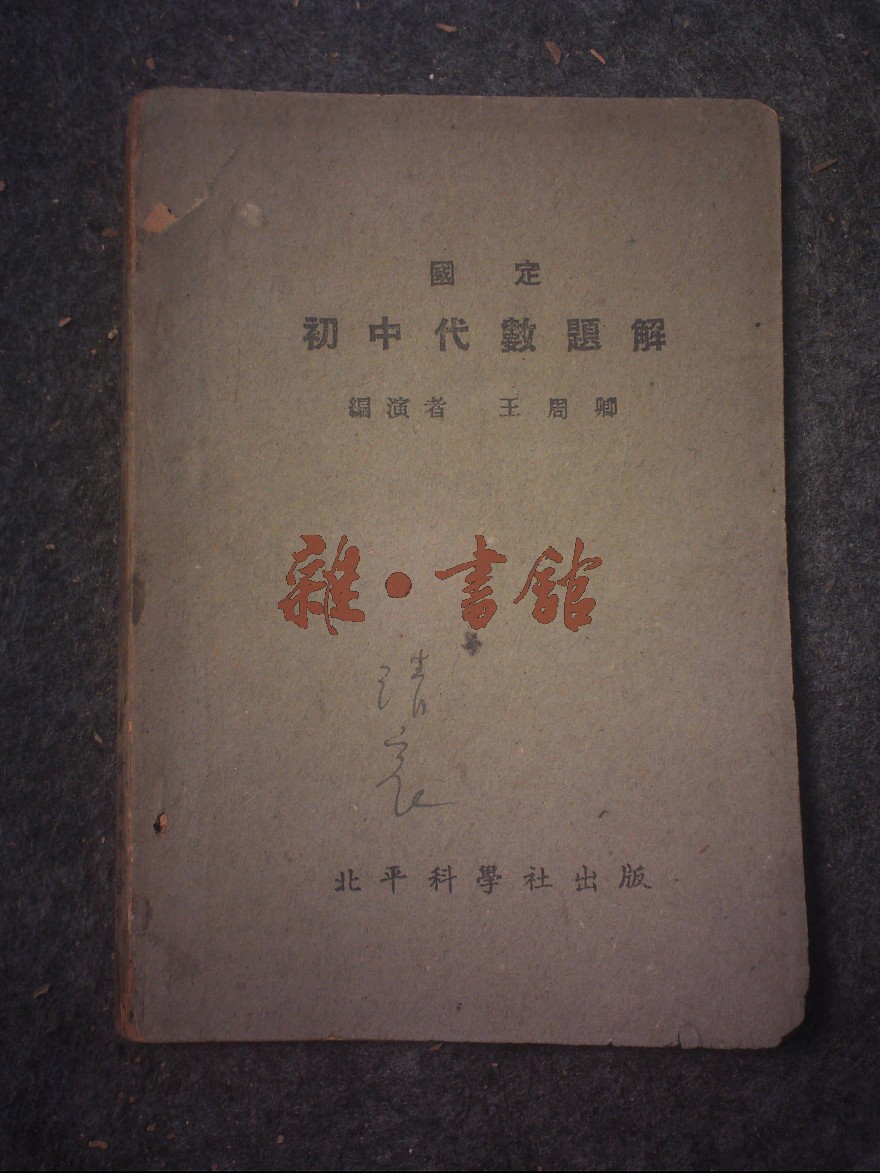 國定
初中代數題解
編演者 王周卿
雜·書館
北平科學社出版